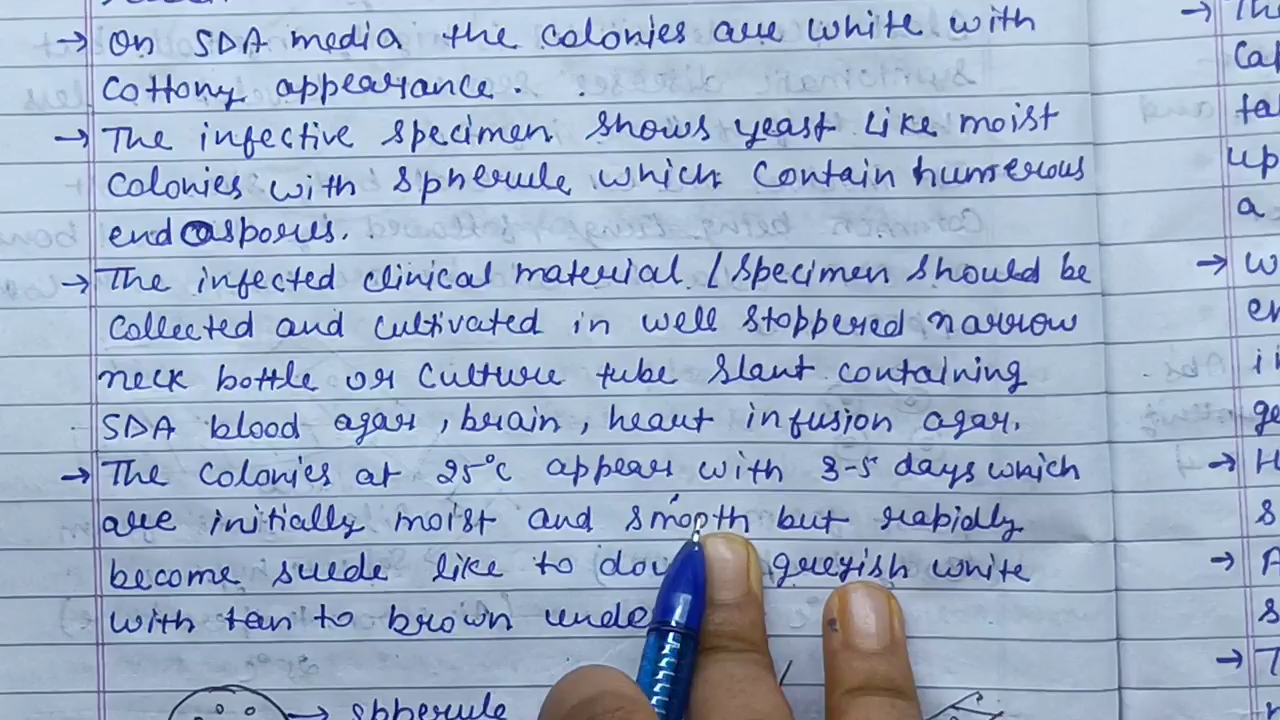 → On SDA media the colonies are white with
cottony appearance.
→ The infective specimen shows yeast like moist
colonies with spherule which contain numerous
endospores.
→ The infected clinical material / specimen should be
collected and cultivated in well stoppered narrow
neck bottle or culture tube slant containing
SDA blood agar, brain, heart infusion agar.
→ The colonies at 25°C appears with 3-5 days which
are initially moist and smooth but rapidly
become suede like to greyish white
with tan to brown
→ spherule